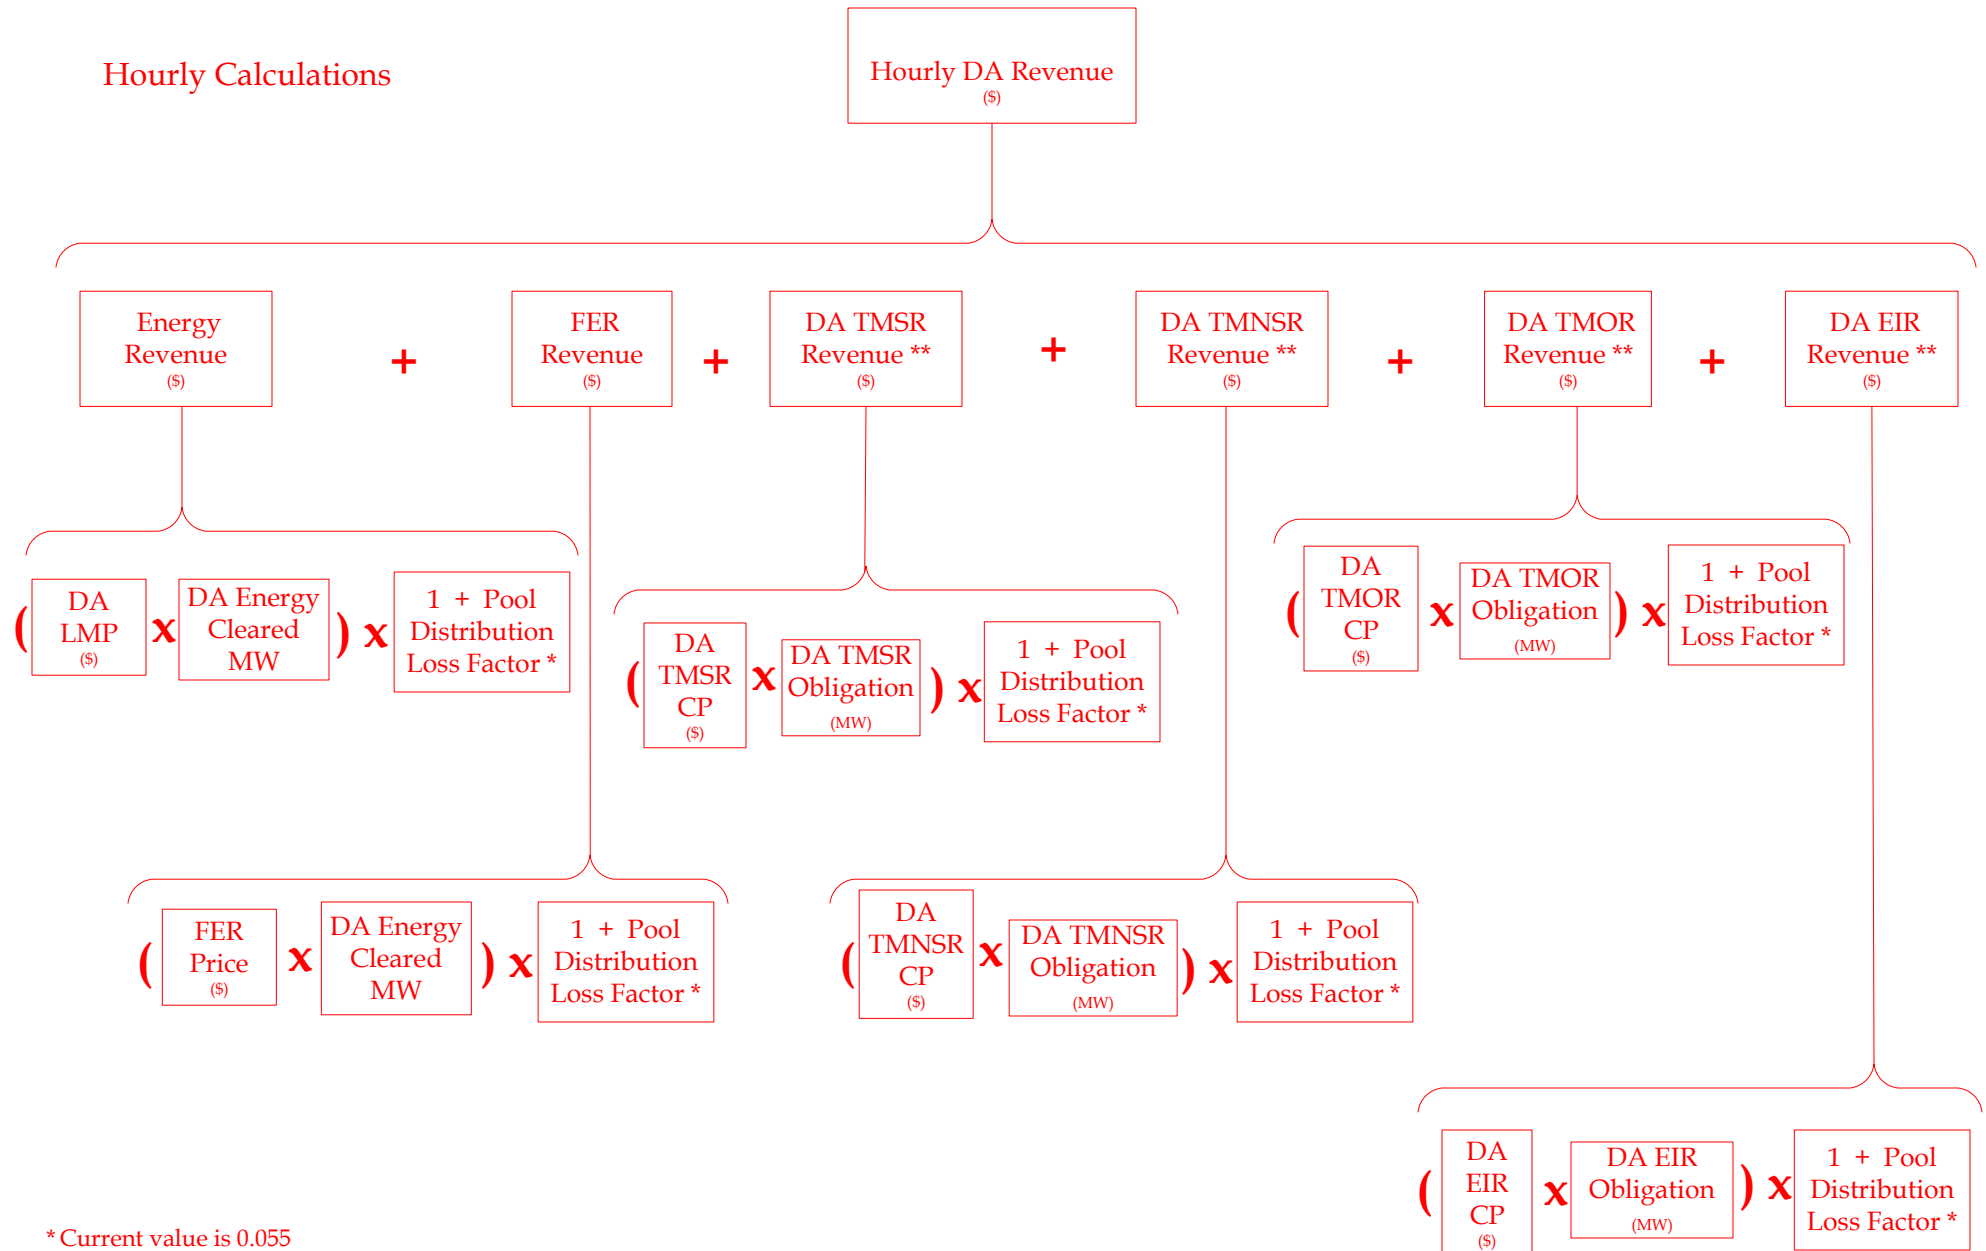 Hourly Calculations
Hourly DA Revenue
($)
Energy
Revenue
($)
+
FER
Revenue
($)
+
DA TMSR
Revenue **
($)
+
DA TMNSR
Revenue **
($)
+
DA TMOR
Revenue **
($)
+
DA EIR
Revenue **
($)
(
DA
LMP
($)
x
DA Energy
Cleared
MW
)
x
1 + Pool
Distribution
Loss Factor *
(
DA
TMSR
CP
($)
x
DA TMSR
Obligation
(MW)
)
x
1 + Pool
Distribution
Loss Factor *
(
DA
TMOR
CP
($)
x
DA TMOR
Obligation
(MW)
)
x
1 + Pool
Distribution
Loss Factor *
(
FER
Price
($)
x
DA Energy
Cleared
MW
)
x
1 + Pool
Distribution
Loss Factor *
(
DA
TMNSR
CP
($)
x
DA TMNSR
Obligation
(MW)
)
x
1 + Pool
Distribution
Loss Factor *
(
DA
EIR
CP
($)
x
DA EIR
Obligation
(MW)
)
x
1 + Pool
Distribution
Loss Factor *
* Current value is 0.055